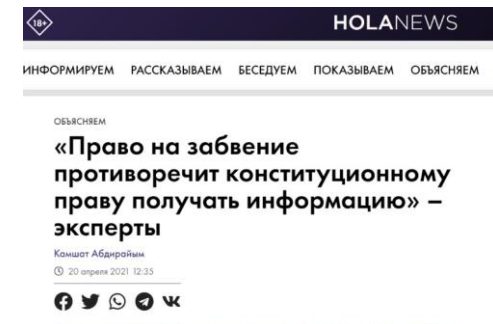 18+
HOLANEWS
ИНФОРМИРУЕМ РАССКАЗЫВАЕМ БЕСЕДУЕМ ПОКАЗЫВАЕМ ОБЪЯСНЯЕМ
ОБЪЯСНЯЕМ
«Право на забвение
противоречит конституционному
праву получать информацию» –
эксперты
Камшат Абдирайым
20 апреля 2021 12:35